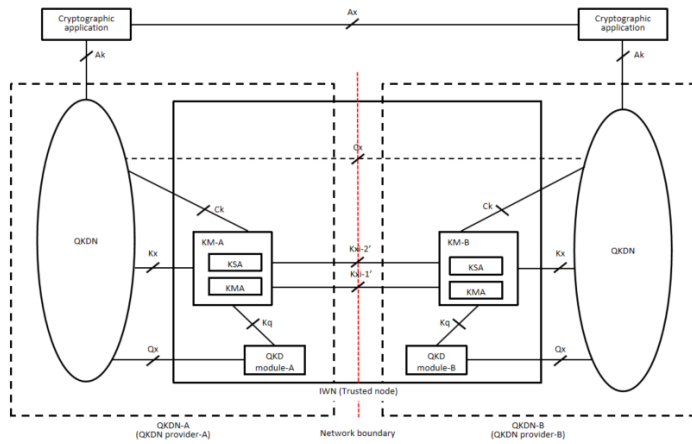 Cryptographic
application
Ax
Cryptographic
application
Ak
Ak
Qx
Ck
Ck
QKDN
KM-A
KSA
KMA
Kxi-2'
Kxi-1'
KM-B
KSA
KMA
QKDN
Kx
Kx
Kq
Kq
Qx
QKD
module-A
QKD
module-B
Qx
IWN (Trusted node)
QKDN-A
(QKDN provider-A)
Network boundary
QKDN-B
(QKDN provider-B)